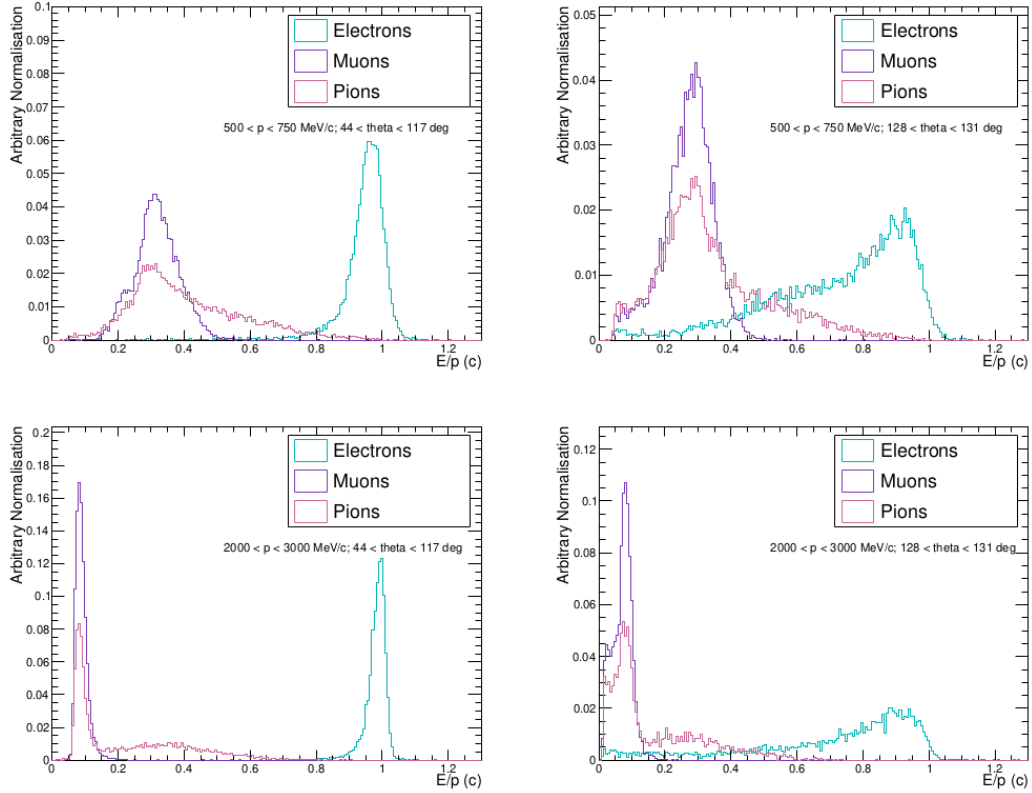 Arbitrary Normalisation
0.1
0.09
0.08
0.07
0.06
0.05
0.04
0.03
0.02
0.01
0
Electrons
Muons
Pions
500 < p < 750 MeV/c; 44 < theta < 117 deg
0 0.2 0.4 0.6 0.8 1 1.2
E/p (c)
Arbitrary Normalisation
0.05
0.04
0.03
0.02
0.01
0
Electrons
Muons
Pions
500 < p < 750 MeV/c; 128 < theta < 131 deg
0 0.2 0.4 0.6 0.8 1 1.2
E/p (c)
Arbitrary Normalisation
0.2
0.18
0.16
0.14
0.12
0.1
0.08
0.06
0.04
0.02
0
Electrons
Muons
Pions
2000 < p < 3000 MeV/c; 44 < theta < 117 deg
0 0.2 0.4 0.6 0.8 1 1.2
E/p (c)
Arbitrary Normalisation
0.12
0.1
0.08
0.06
0.04
0.02
0
Electrons
Muons
Pions
2000 < p < 3000 MeV/c; 128 < theta < 131 deg
0 0.2 0.4 0.6 0.8 1 1.2
E/p (c)